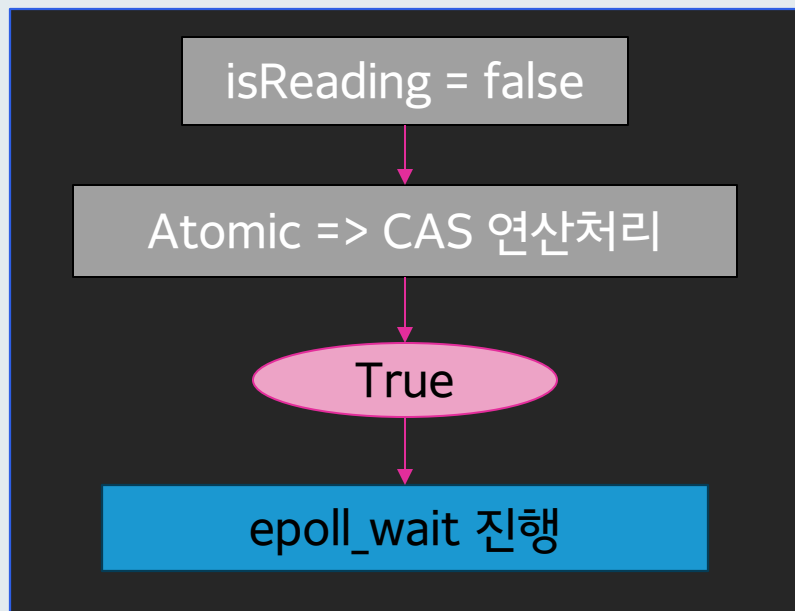 isReading = false
Atomic => CAS 연산처리
True
epoll_wait 진행